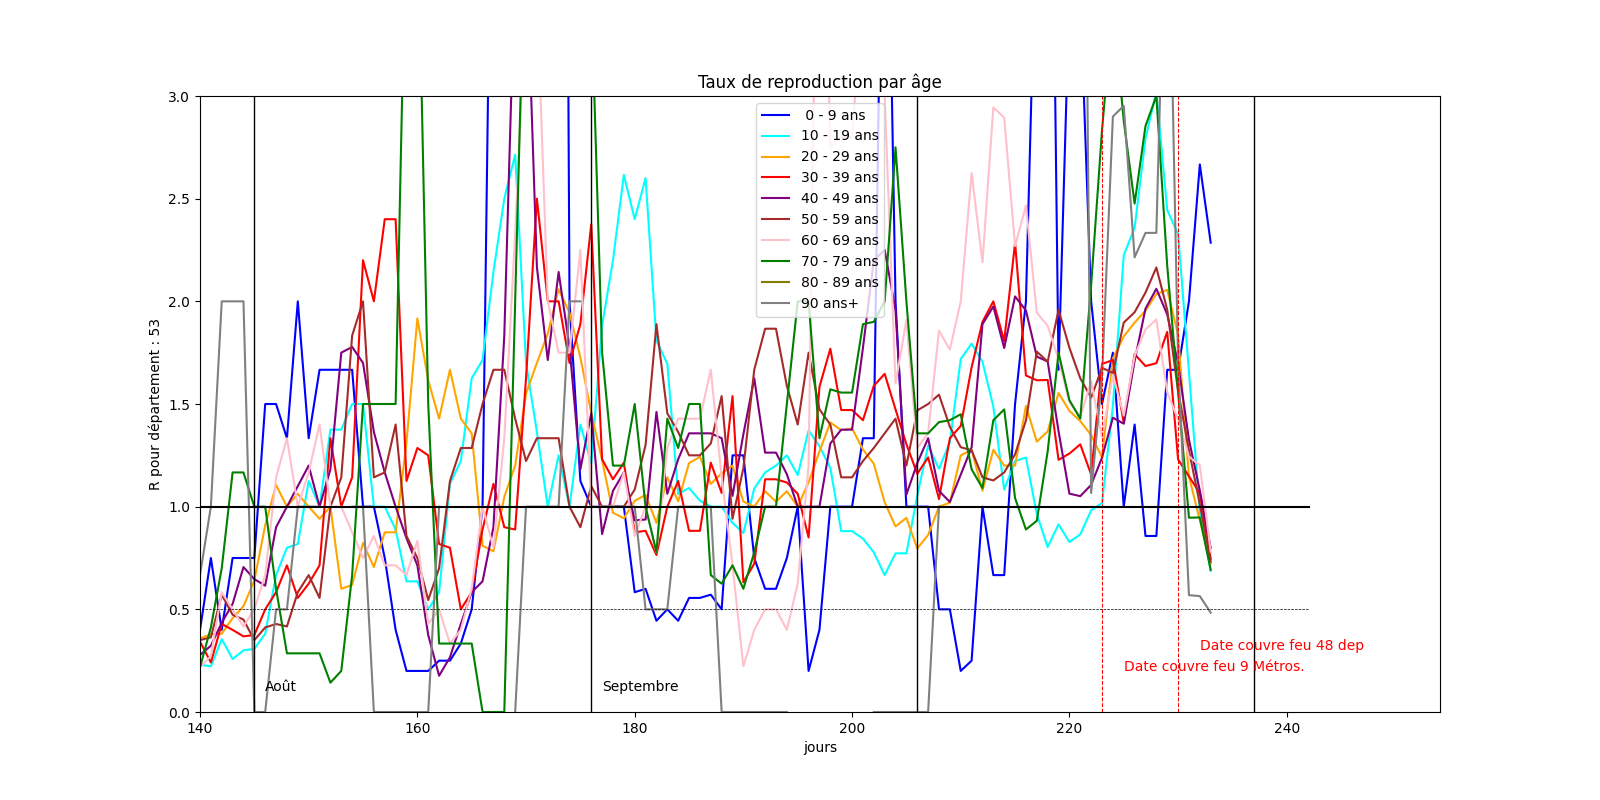 Taux de reproduction par âge
R pour département : 53
3.0
2.5
2.0
1.5
1.0
0.5
0.0
0 - 9 ans
10 - 19 ans
20 - 29 ans
30 - 39 ans
40 - 49 ans
50 - 59 ans
60 - 69 ans
70 - 79 ans
80 - 89 ans
90 ans+
Date couvre feu 48 dep
Date couvre feu 9 Métros.
Août
Septembre
140
160
180
200
220
240
jours